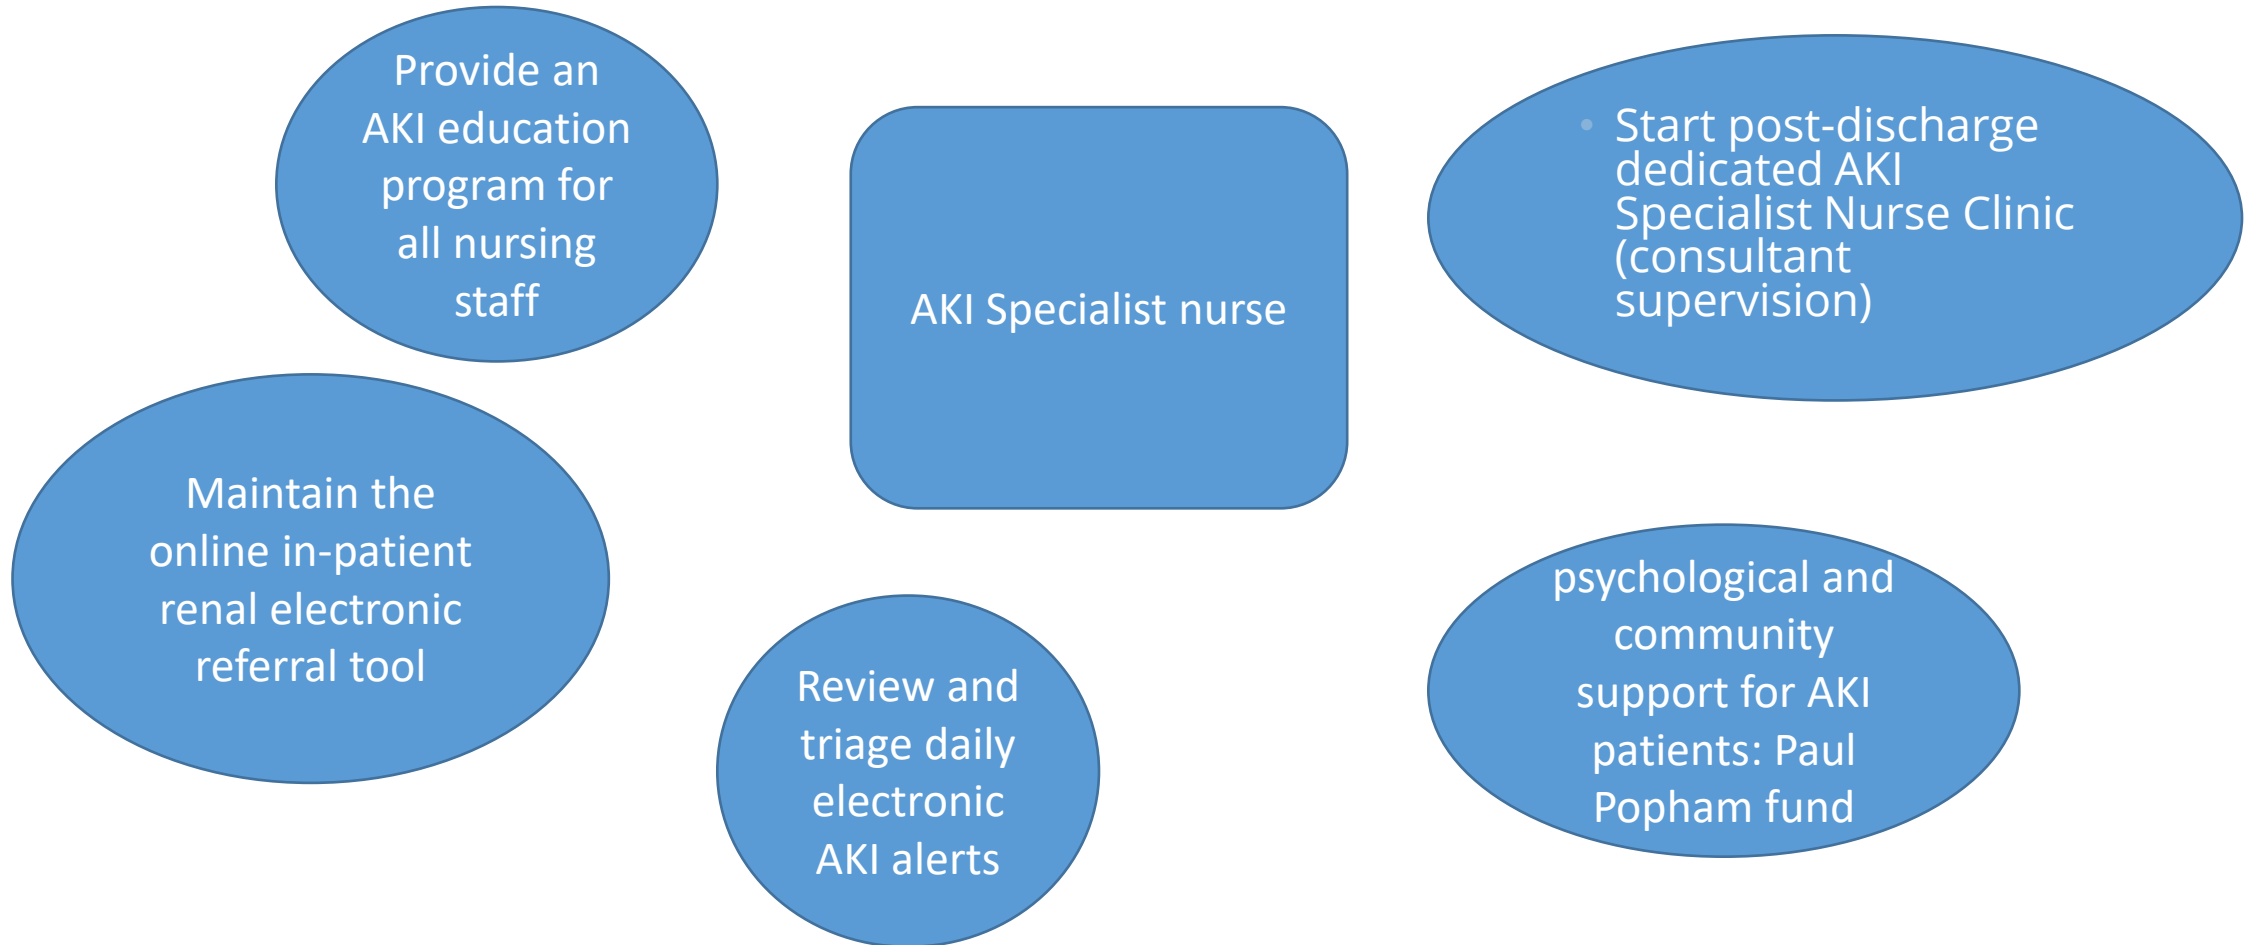 Provide an
AKI education
program for
all nursing
staff
AKI Specialist nurse
• Start post-discharge
dedicated AKI
Specialist Nurse Clinic
(consultant
supervision)
Maintain the
online in-patient
renal electronic
referral tool
Review and
triage daily
electronic
AKI alerts
psychological and
community
support for AKI
patients: Paul
Popham fund